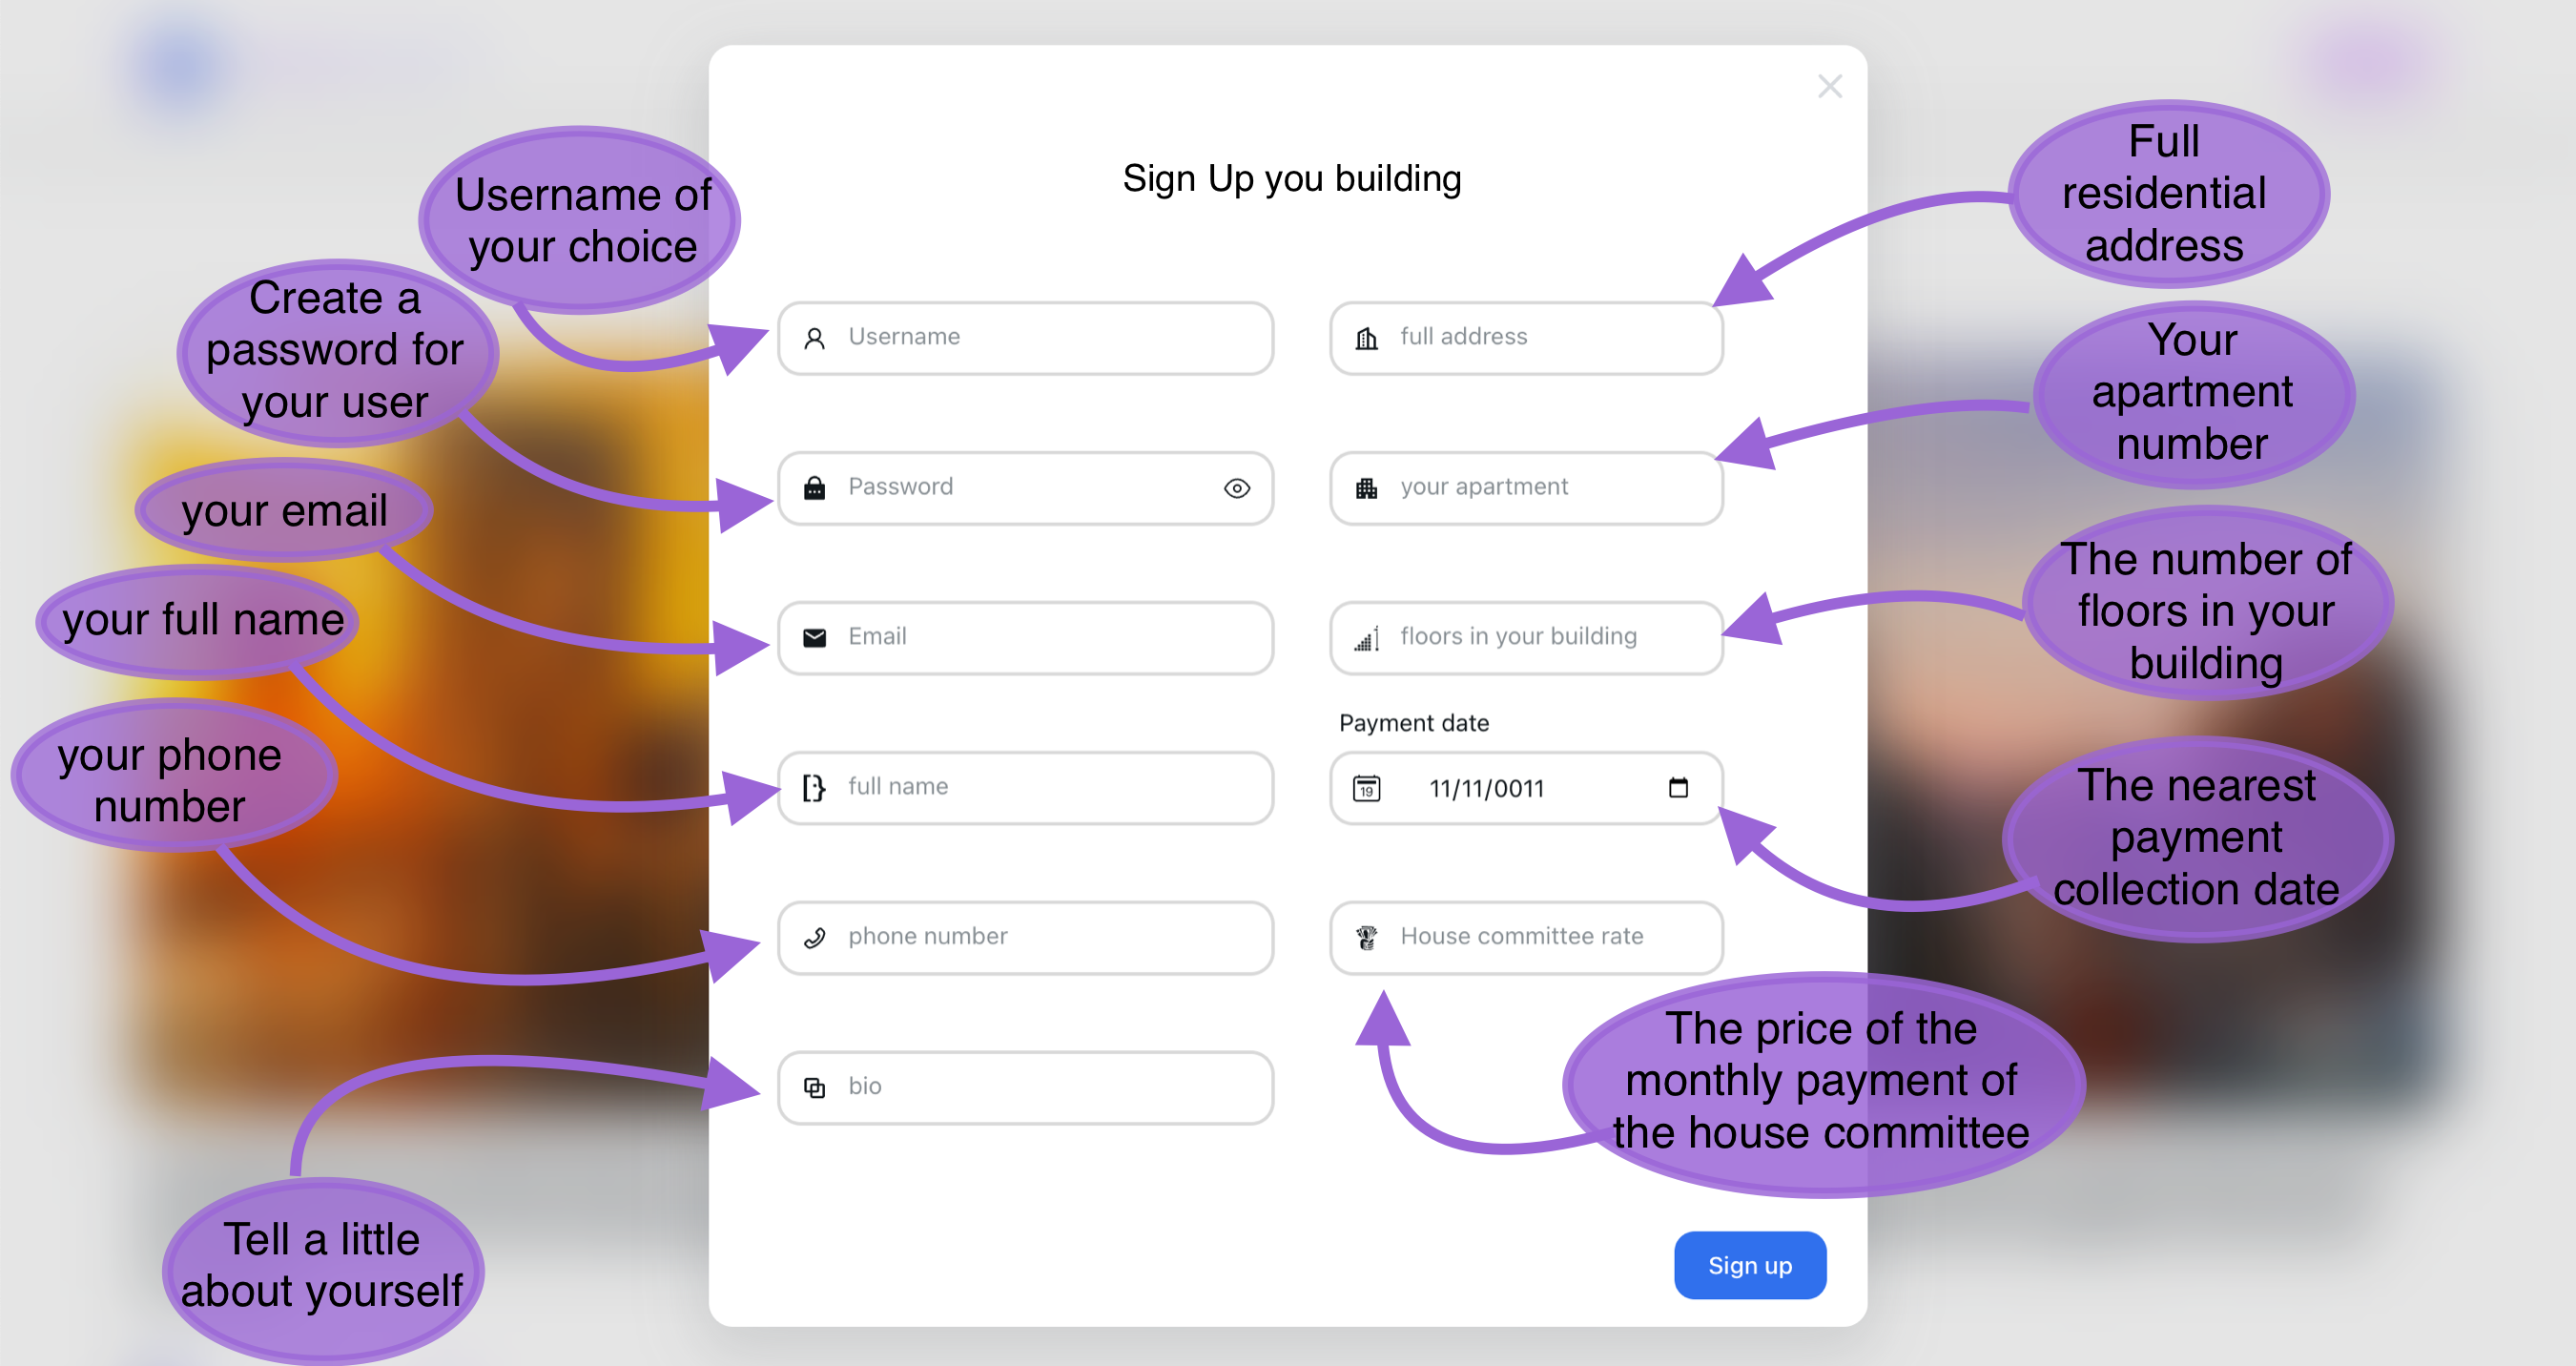 Sign Up you building
Username of
your choice
Create a
password for
your user
your email
your full name
your phone
number
Tell a little
about yourself
Username
Password
Email
full name
phone number
bio
full address
your apartment
floors in your building
Payment date
19
11/11/0011
House committee rate
Full
residential
address
Your
apartment
number
The number of
floors in your
building
The nearest
payment
collection date
The price of the
monthly payment of
the house committee
Sign up